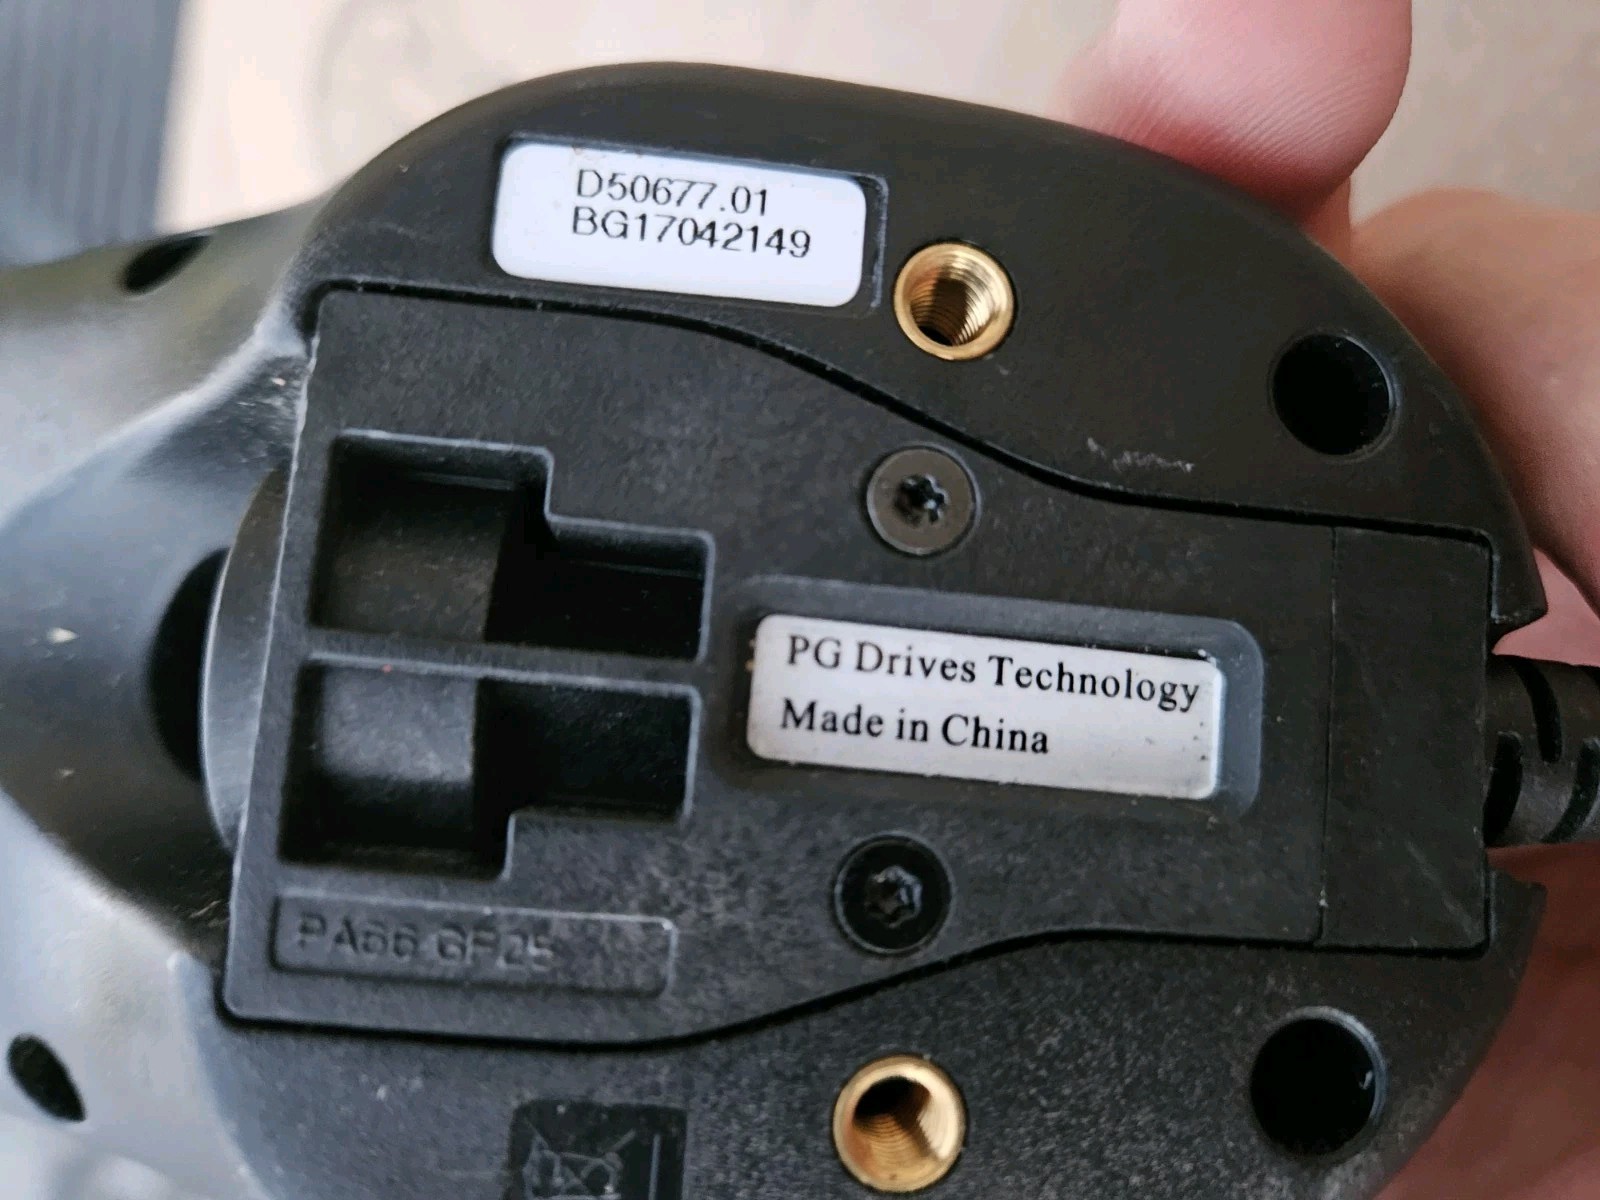 D50677.01
BG17042149
PG Drives Technology
Made in China
PA66 GF25